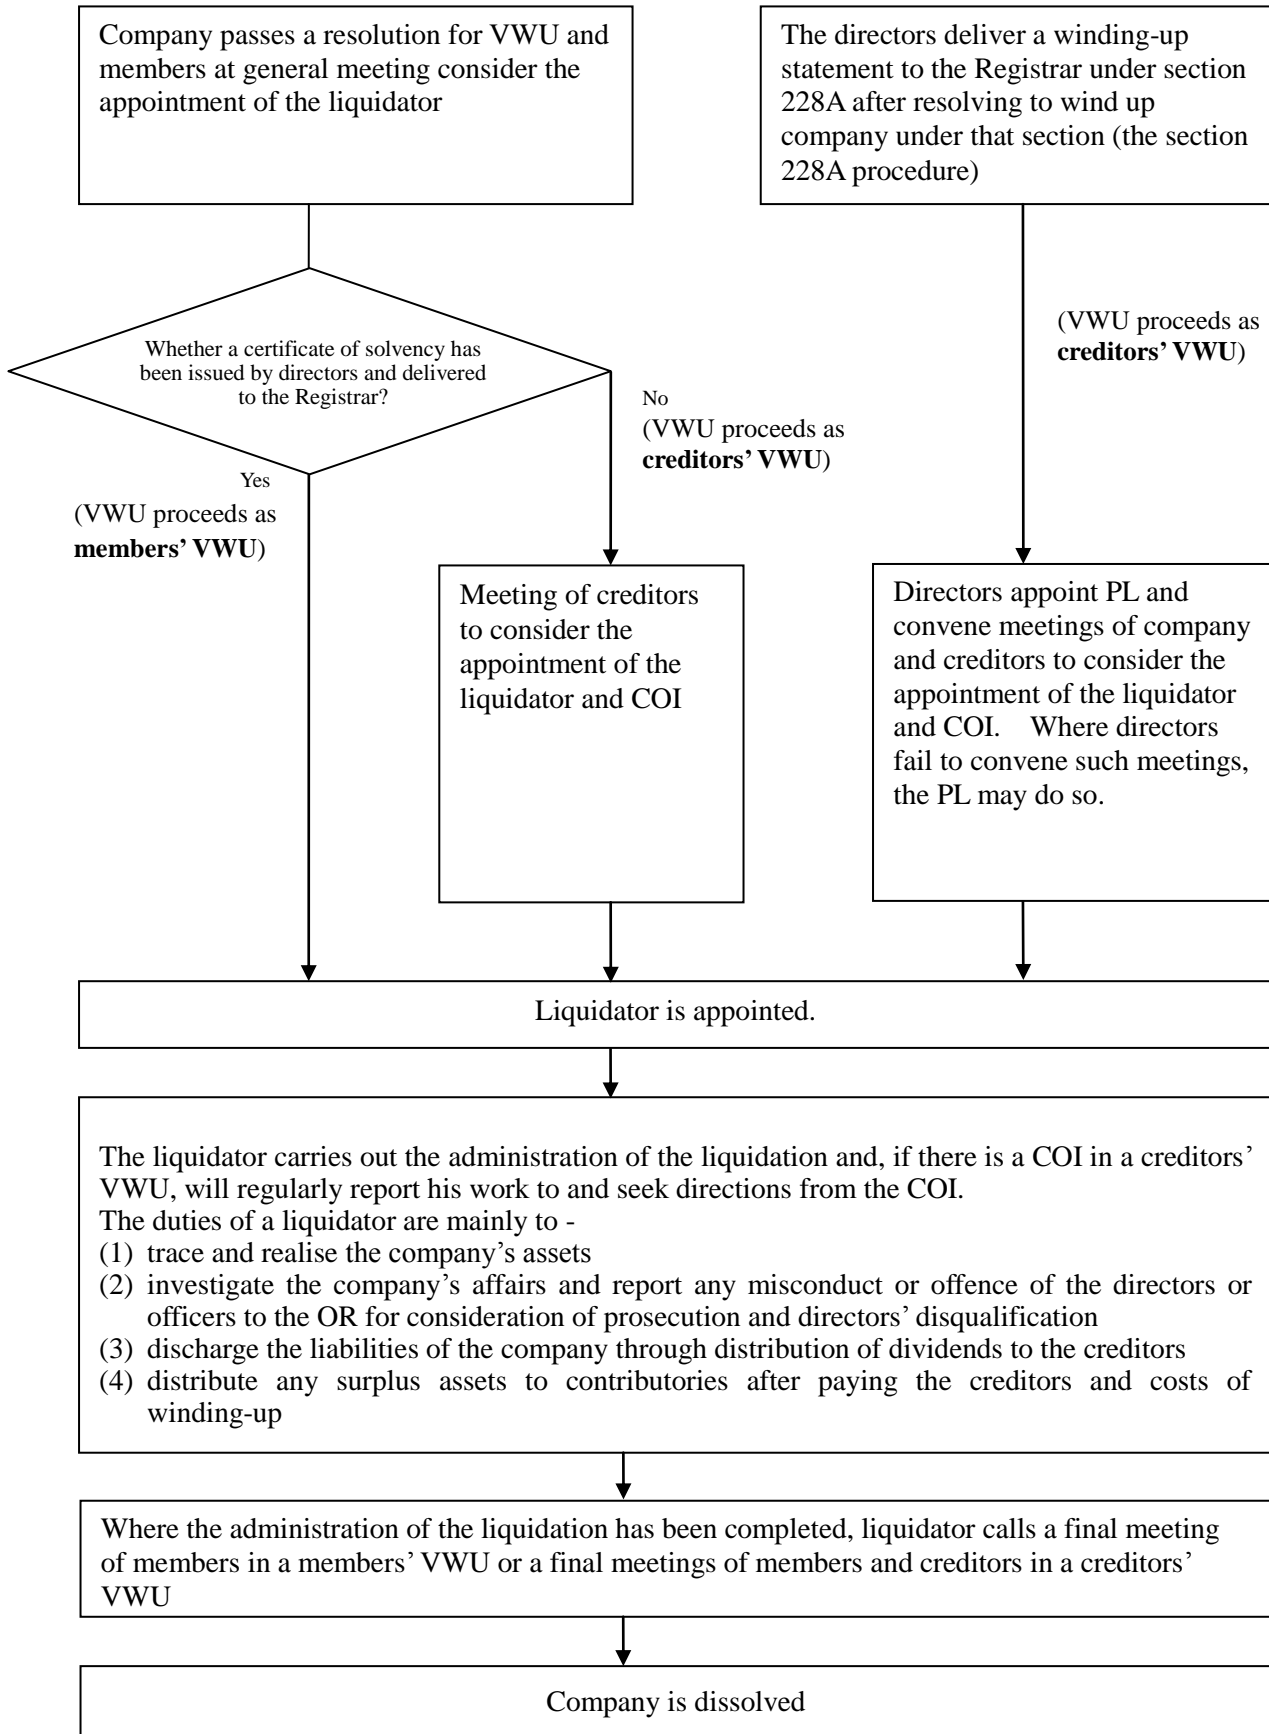 Company passes a resolution for VWU and
members at general meeting consider the
appointment of the liquidator
The directors deliver a winding-up
statement to the Registrar under section
228A after resolving to wind up
company under that section (the section
228A procedure)
Whether a certificate of solvency has
been issued by directors and delivered
to the Registrar?
(VWU proceeds as
creditors’ VWU)
No
(VWU proceeds as
creditors’ VWU)
Yes
(VWU proceeds as
members’ VWU)
Meeting of creditors
to consider the
appointment of the
liquidator and COI
Directors appoint PL and
convene meetings of company
and creditors to consider the
appointment of the liquidator
and COI. Where directors
fail to convene such meetings,
the PL may do so.
Liquidator is appointed.
The liquidator carries out the administration of the liquidation and, if there is a COI in a creditors’
VWU, will regularly report his work to and seek directions from the COI.
The duties of a liquidator are mainly to -
(1) trace and realise the company’s assets
(2) investigate the company’s affairs and report any misconduct or offence of the directors or
officers to the OR for consideration of prosecution and directors’ disqualification
(3) discharge the liabilities of the company through distribution of dividends to the creditors
(4) distribute any surplus assets to contributories after paying the creditors and costs of
winding-up
Where the administration of the liquidation has been completed, liquidator calls a final meeting
of members in a members’ VWU or a final meetings of members and creditors in a creditors’
VWU
Company is dissolved